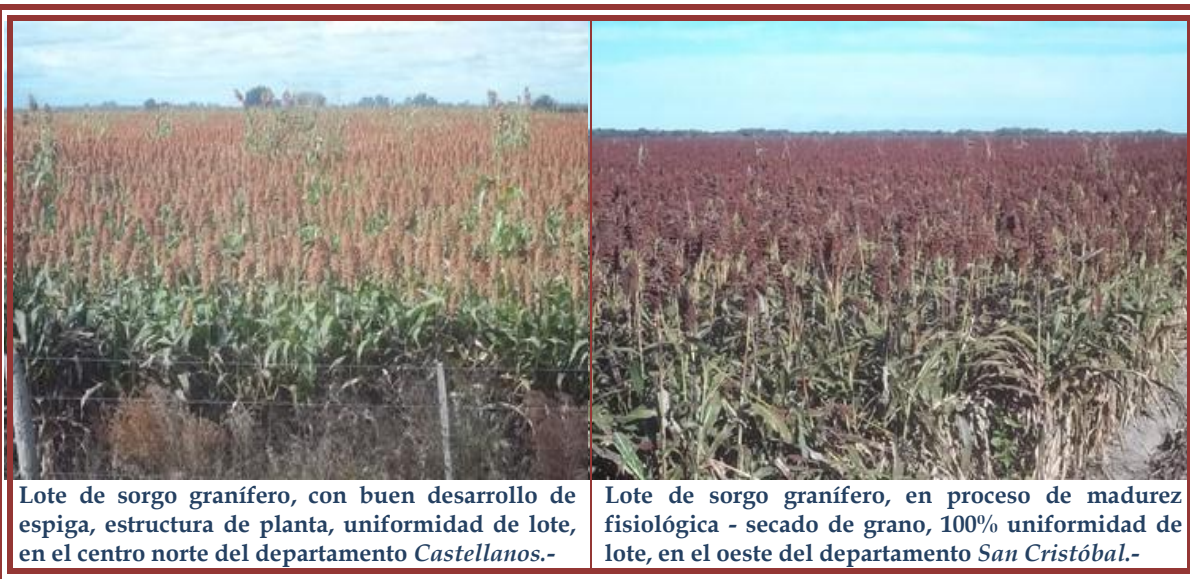 Lote de sorgo granífero, con buen desarrollo de
espiga, estructura de planta, uniformidad de lote,
en el centro norte del departamento Castellanos.-
Lote de sorgo granífero, en proceso de madurez
fisiológica - secado de grano, 100% uniformidad de
lote, en el oeste del departamento San Cristóbal.-